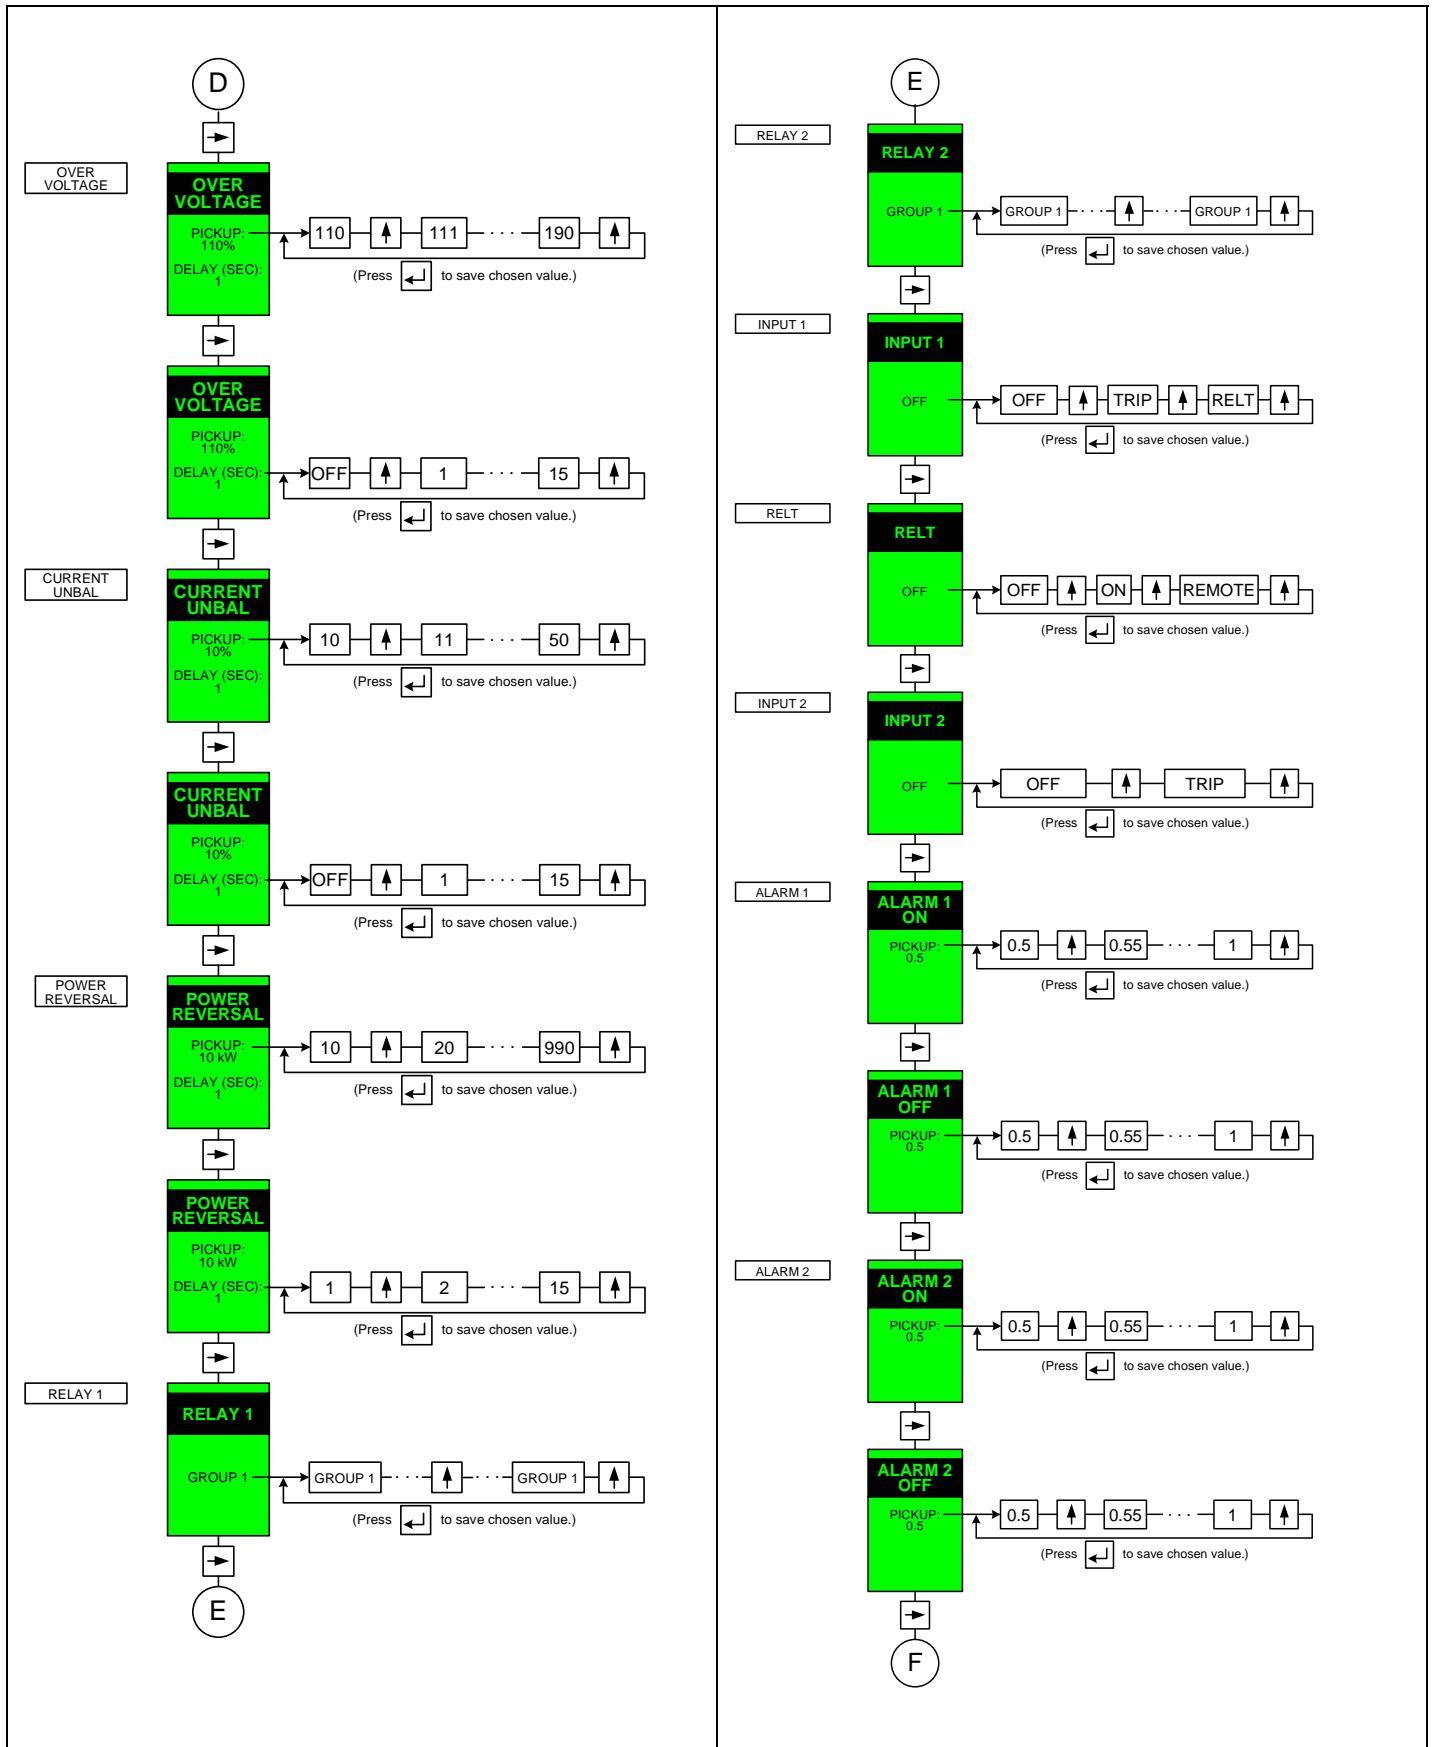 D
OVER
VOLTAGE
OVER
VOLTAGE
PICKUP:
110%
DELAY (SEC):
1
110 111 · · · · 190
(Press to save chosen value.)
OVER
VOLTAGE
PICKUP:
110%
DELAY (SEC):
1
OFF 1 · · · · 15
(Press to save chosen value.)
CURRENT
UNBAL
CURRENT
UNBAL
PICKUP:
10%
DELAY (SEC):
1
10 11 · · · · 50
(Press to save chosen value.)
CURRENT
UNBAL
PICKUP:
10%
DELAY (SEC):
1
OFF 1 · · · · 15
(Press to save chosen value.)
POWER
REVERSAL
POWER
REVERSAL
PICKUP:
10 kW
DELAY (SEC):
1
10 20 · · · · 990
(Press to save chosen value.)
POWER
REVERSAL
PICKUP:
10 kW
DELAY (SEC):
1
1 2 · · · · 15
(Press to save chosen value.)
RELAY 1
RELAY 1
GROUP 1
GROUP 1 · · · · · · · · GROUP 1
(Press to save chosen value.)
E
E
RELAY 2
RELAY 2
GROUP 1
GROUP 1 · · · · · · · · GROUP 1
(Press to save chosen value.)
INPUT 1
INPUT 1
OFF
OFF TRIP RELT
(Press to save chosen value.)
RELT
RELT
OFF
OFF ON REMOTE
(Press to save chosen value.)
INPUT 2
INPUT 2
OFF
OFF TRIP
(Press to save chosen value.)
ALARM 1
ALARM 1
ON
PICKUP:
0.5
0.5 0.55 · · · · 1
(Press to save chosen value.)
ALARM 1
OFF
PICKUP:
0.5
0.5 0.55 · · · · 1
(Press to save chosen value.)
ALARM 2
ALARM 2
ON
PICKUP:
0.5
0.5 0.55 · · · · 1
(Press to save chosen value.)
ALARM 2
OFF
PICKUP:
0.5
0.5 0.55 · · · · 1
(Press to save chosen value.)
F